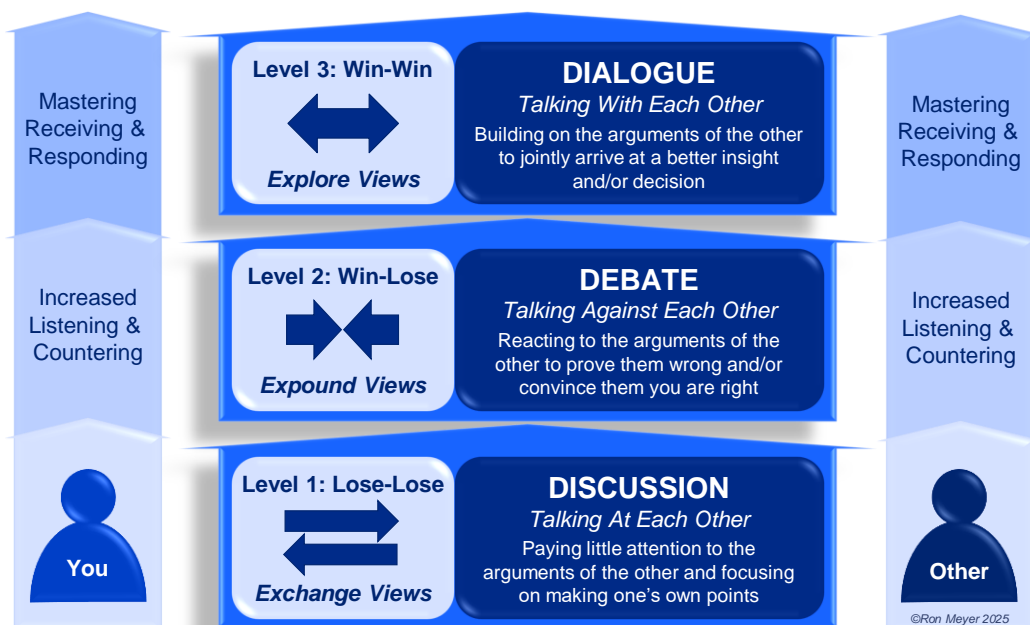 Mastering
Receiving &
Responding
Level 3: Win-Win
Explore Views
DIALOGUE
Talking With Each Other
Building on the arguments of the other
to jointly arrive at a better insight
and/or decision
Mastering
Receiving &
Responding
Increased
Listening &
Countering
Level 2: Win-Lose
Expound Views
DEBATE
Talking Against Each Other
Reacting to the arguments of the
other to prove them wrong and/or
convince them you are right
Increased
Listening &
Countering
You
Level 1: Lose-Lose
Exchange Views
DISCUSSION
Talking At Each Other
Paying little attention to the
arguments of the other and focusing
on making one's own points
Other
©Ron Meyer 2025